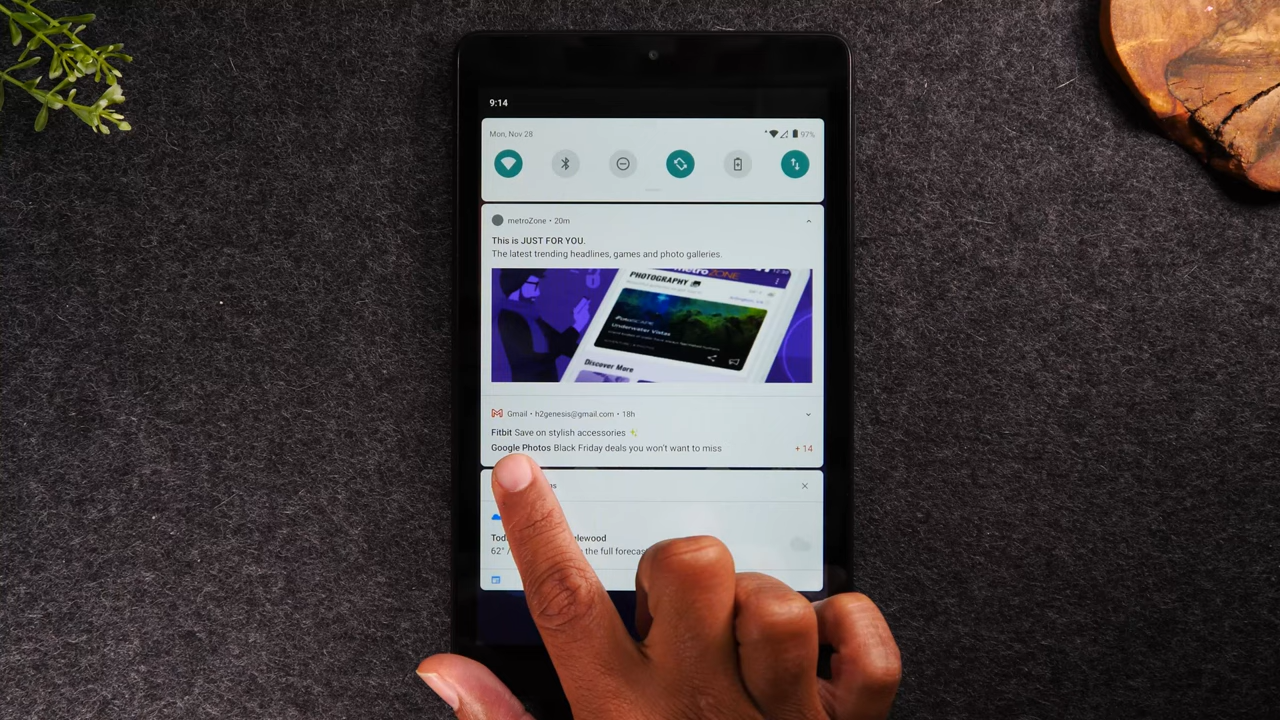 9:14
Mon, Nov 28
97%
metroZone • 20m
This is JUST FOR YOU.
The latest trending headlines, games and photo galleries.
metroZONE
PHOTOGRAPHY
Underwater Vistas
Discover More
Gmail • h2genesis@gmail.com • 18h
Fitbit Save on stylish accessories ✨
Google Photos Black Friday deals you won't want to miss
+ 14
62° /
the full